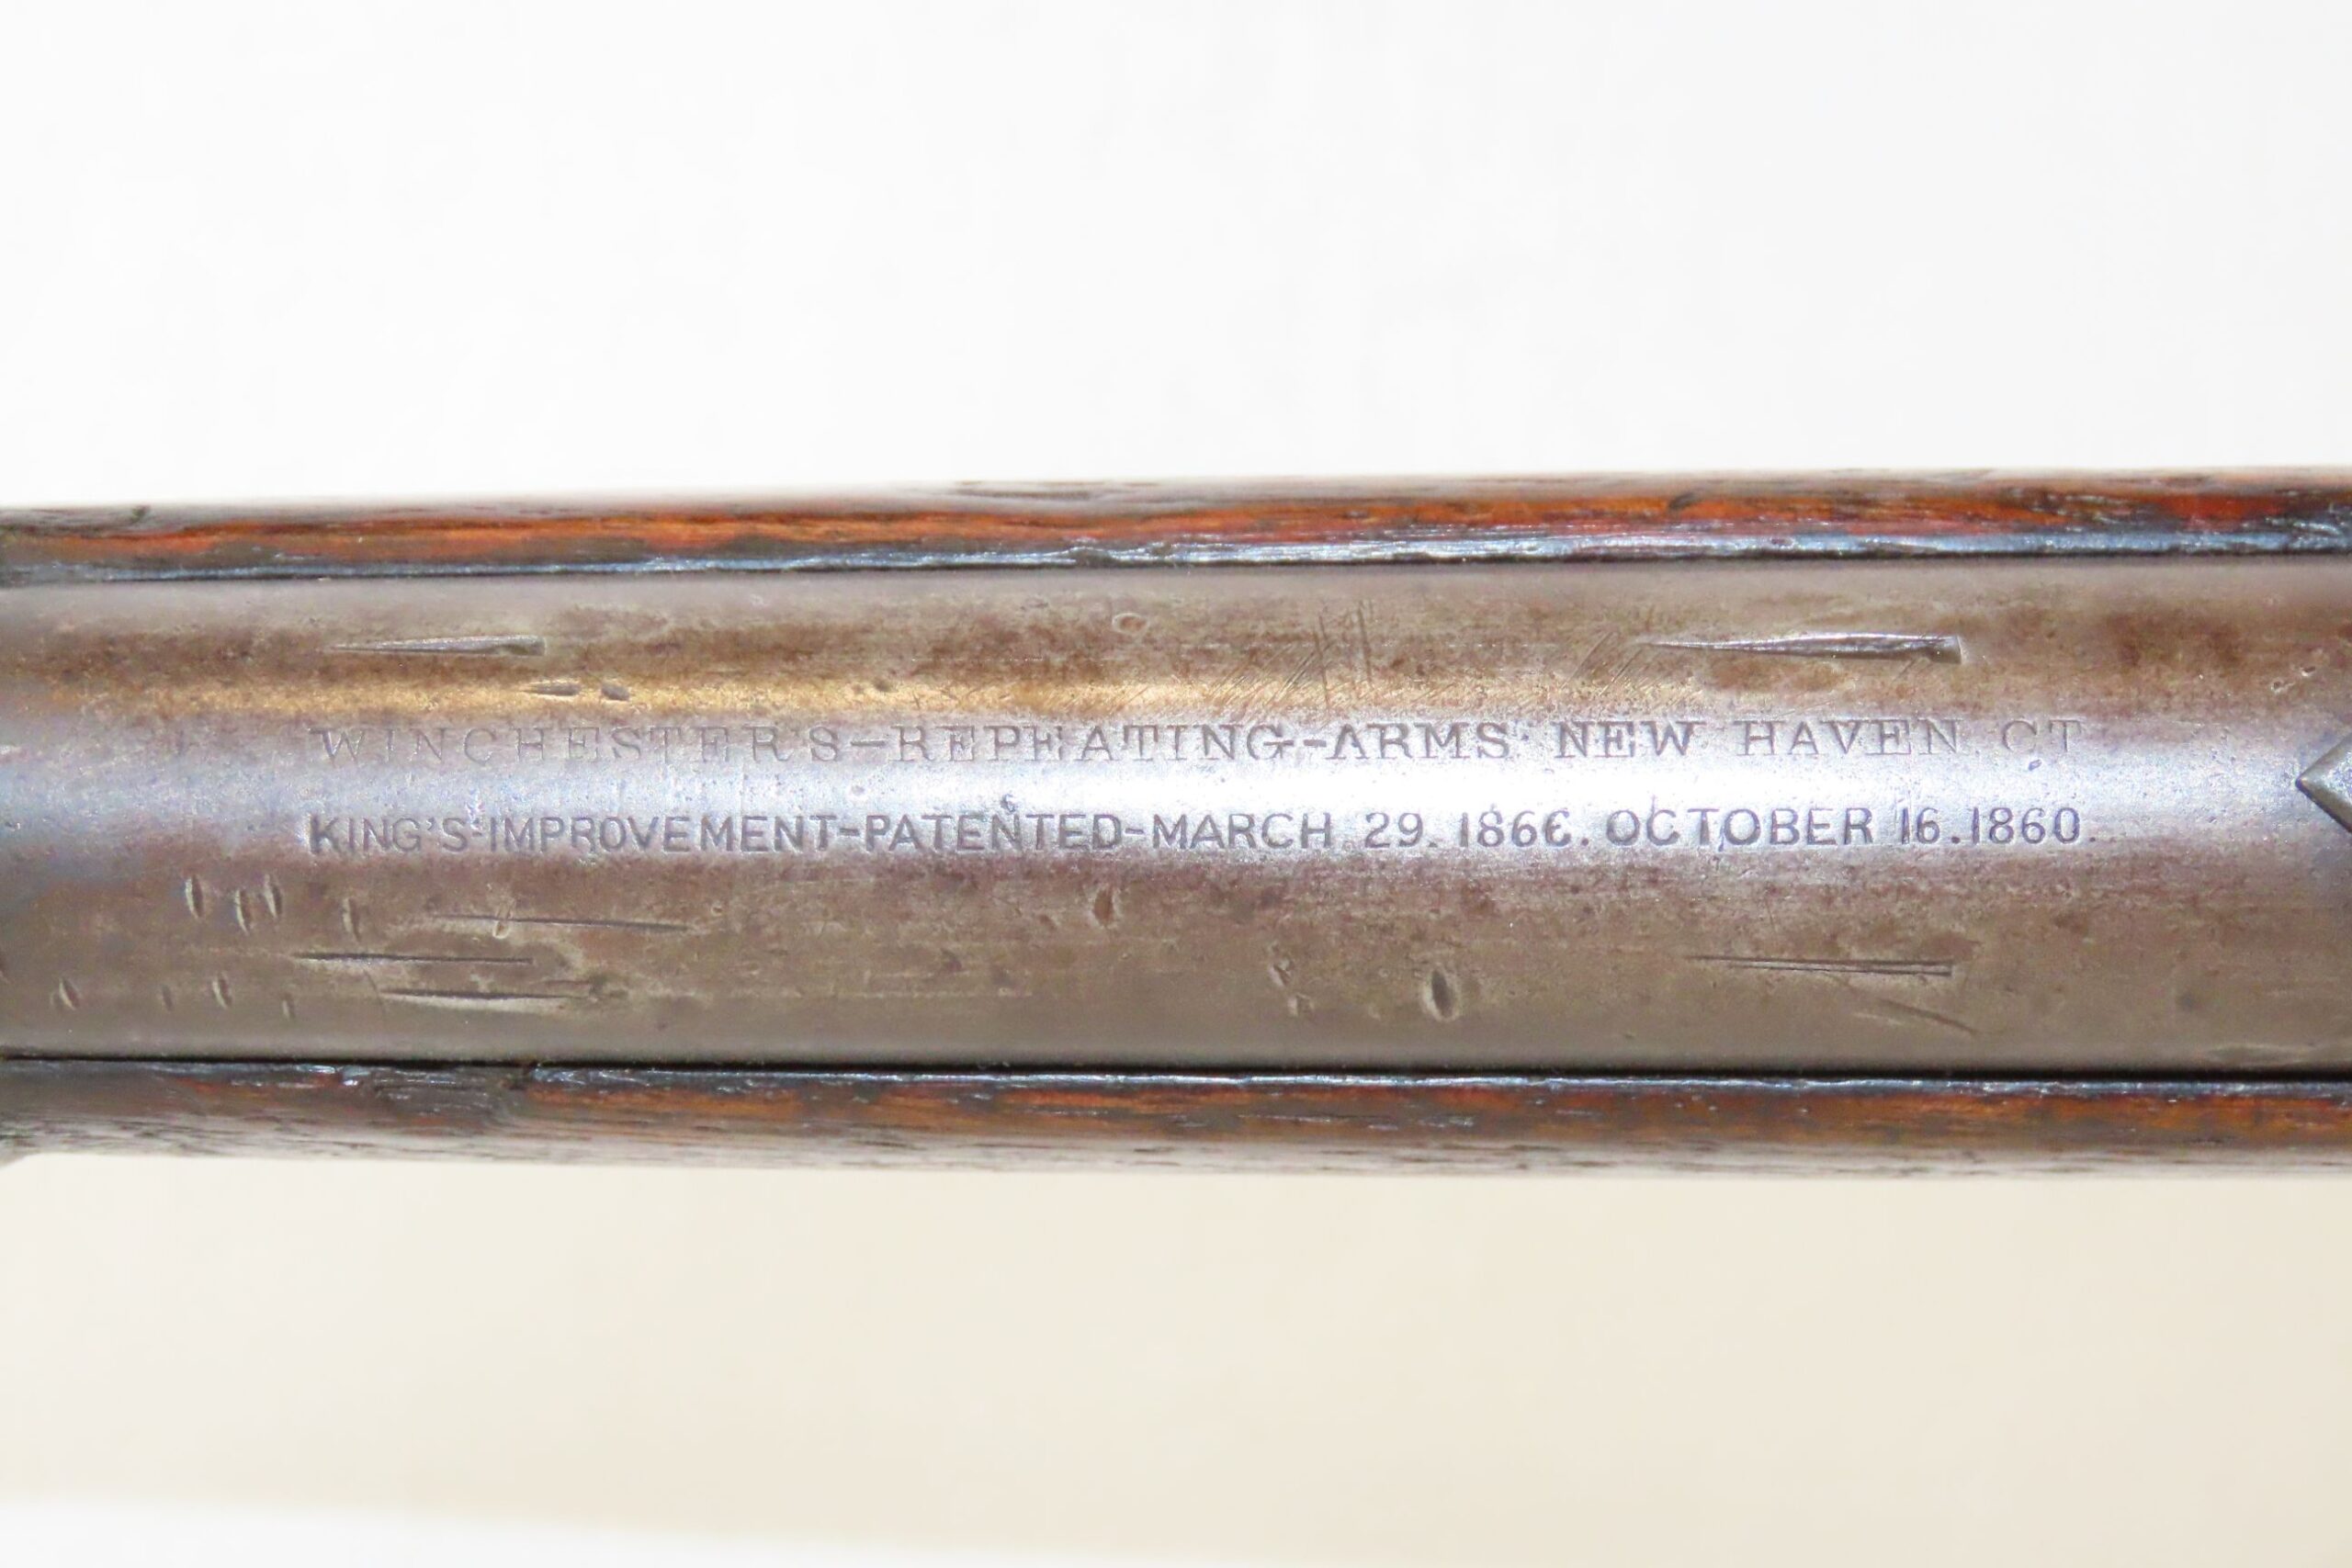 WINCHESTER'S-REPEATING-ARMS. NEW HAVEN. CT
KING'S-IMPROVEMENT-PATENTED-MARCH 29. 1866. OCTOBER 16.1860.